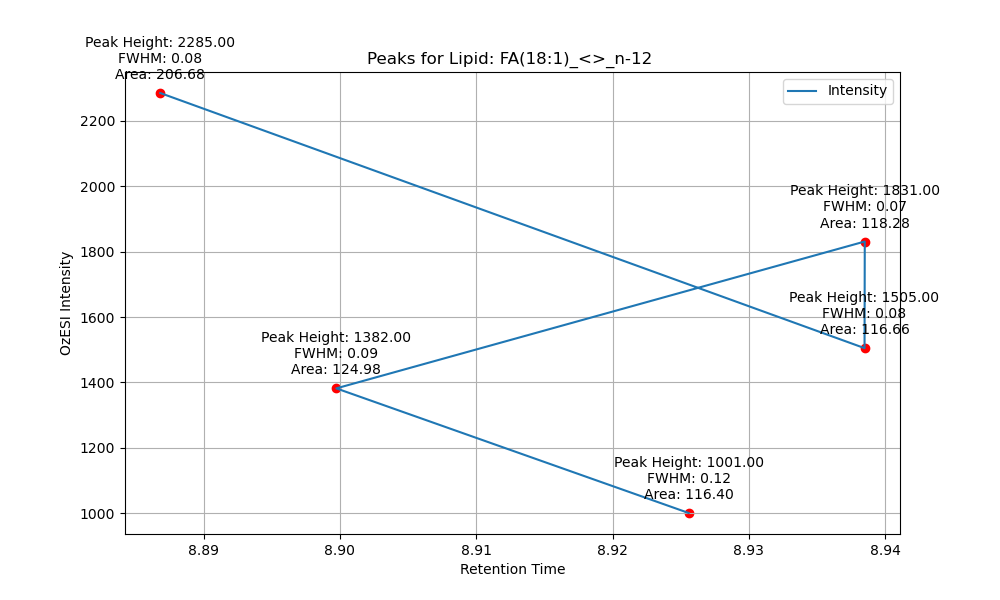 Peak Height: 2285.00
FWHM: 0.08
Area: 206.68
Peaks for Lipid: FA(18:1)_<>_n-12
Intensity
Peak Height: 1831.00
FWHM: 0.07
Area: 118.28
Peak Height: 1505.00
FWHM: 0.08
Area: 116.66
Peak Height: 1382.00
FWHM: 0.09
Area: 124.98
Peak Height: 1001.00
FWHM: 0.12
Area: 116.40
OzESI Intensity
2200
2000
1800
1600
1400
1200
1000
8.89 8.90 8.91 8.92 8.93 8.94
Retention Time